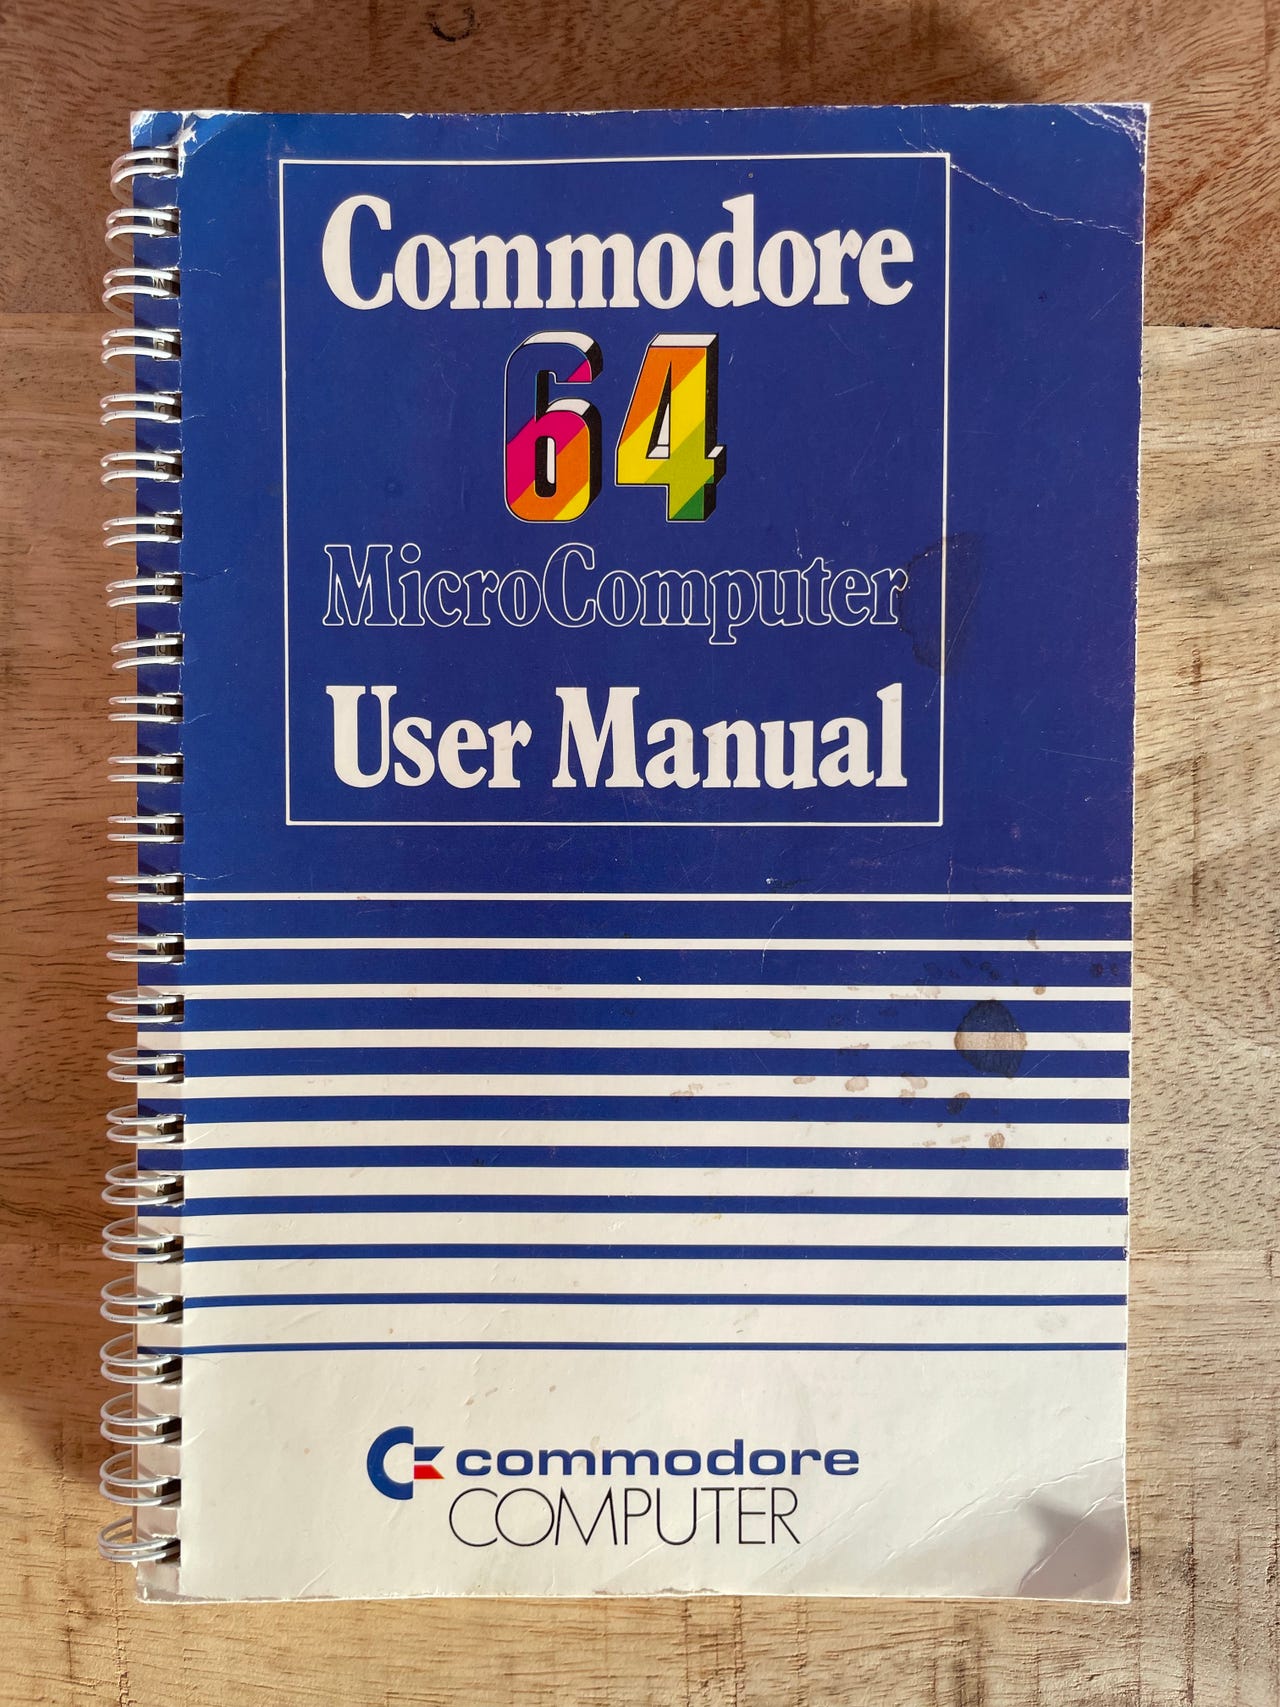 Commodore
64
MicroComputer
User Manual
commodore
COMPUTER